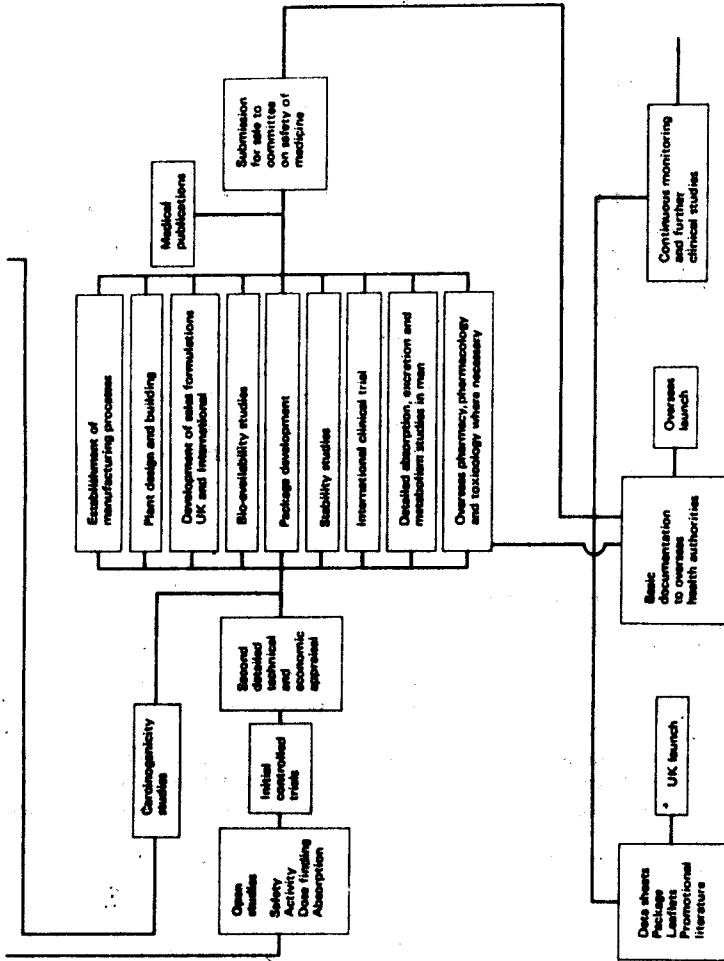 Open
studies
Safety
Activity
Dose finding
Absorption
Initial
controlled
trials
Carcinogenicity
studies
Second
detailed
technical
and
economic
appraisal
Establishment of
manufacturing processes
Plant design and building
Development of sales formulations
UK and International
Bio-availability studies
Package development
Stability studies
International clinical trial
Detailed absorption, excretion and
metabolism studies in man
Overseas pharmacy, pharmacology
and toxicology where necessary
Medical
publications
Submission
for sale to
committee
on safety of
medicine
Data sheets
Package
Leaflets
Promotional
literature
UK launch
Basic
documentation
to overseas
health authorities
Overseas
launch
Continuous monitoring
and further
clinical studies